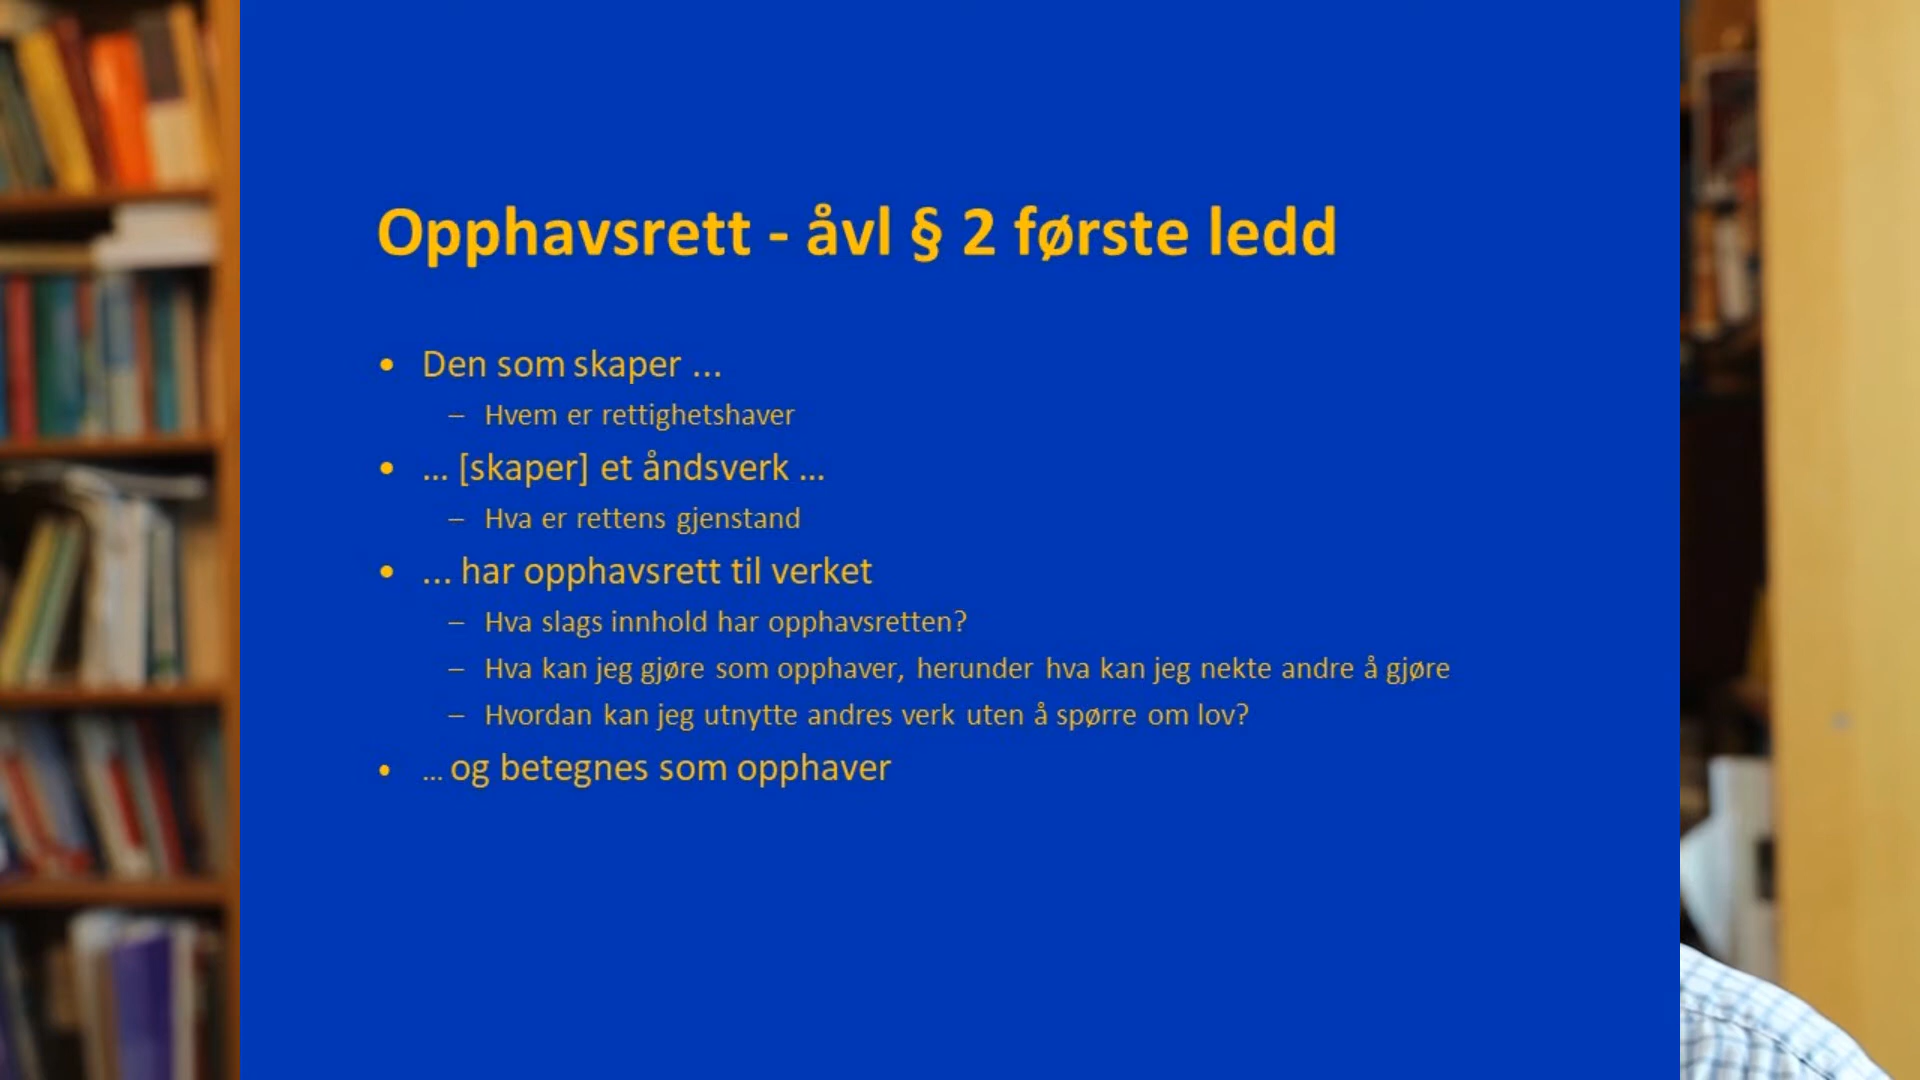 Opphavsrett - åvl § 2 første ledd
• Den som skaper ...
– Hvem er rettighetshaver
• ... [skaper] et åndsverk ...
– Hva er rettens gjenstand
• ... har opphavsrett til verket
– Hva slags innhold har opphavsretten?
– Hva kan jeg gjøre som opphaver, herunder hva kan jeg nekte andre å gjøre
– Hvordan kan jeg utnytte andres verk uten å spørre om lov?
• ... og betegnes som opphaver